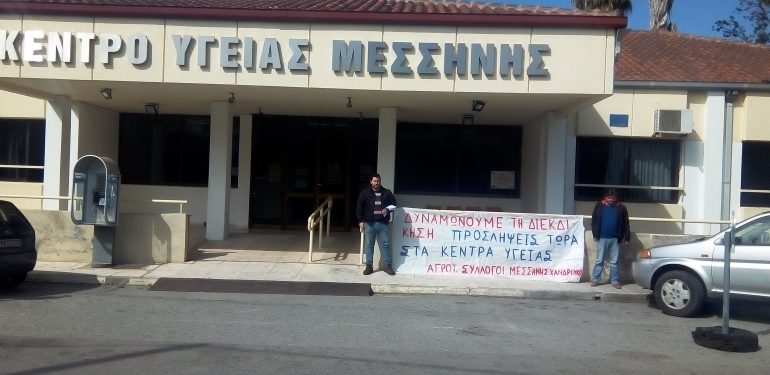 ΚΕΝΤΡΟ ΥΓΕΙΑΣ ΜΕΣΣΗΝΗΣ
ΔΥΝΑΜΩΝΟΥΜΕ ΤΗ ΔΙΕΚΔΙ
ΚΗΣΗ ΠΡΟΣΛΗΨΕΙΣ ΤΩΡΑ
ΣΤΑ ΚΕΝΤΡΑ ΥΓΕΙΑΣ
ΑΓΡΟΤ. ΣΥΛΛΟΓΟΙ ΜΕΣΣΗΝΗΣ-ΧΑΝΔΡΙΝΟΥ